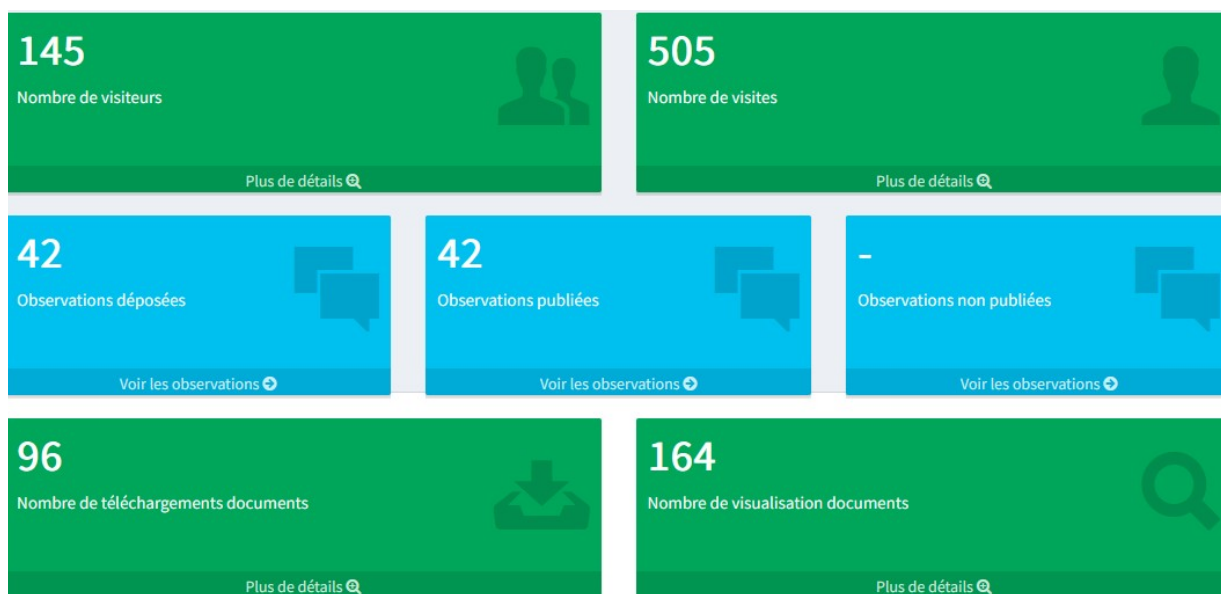 145
Nombre de visiteurs
Plus de détails
505
Nombre de visites
Plus de détails
42
Observations déposées
Voir les observations
42
Observations publiées
Voir les observations
-
Observations non publiées
Voir les observations
96
Nombre de téléchargements documents
Plus de détails
164
Nombre de visualisation documents
Plus de détails